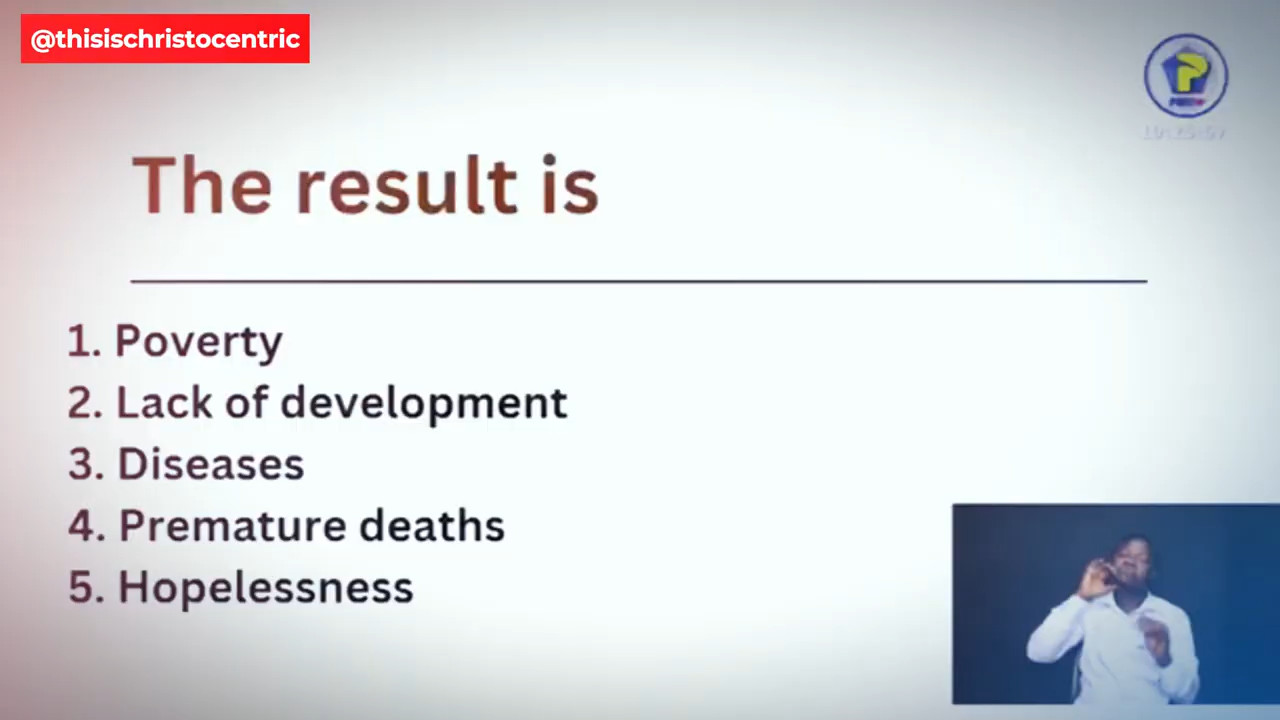 @thisischristocentric
P
The result is
1. Poverty
2. Lack of development
3. Diseases
4. Premature deaths
5. Hopelessness